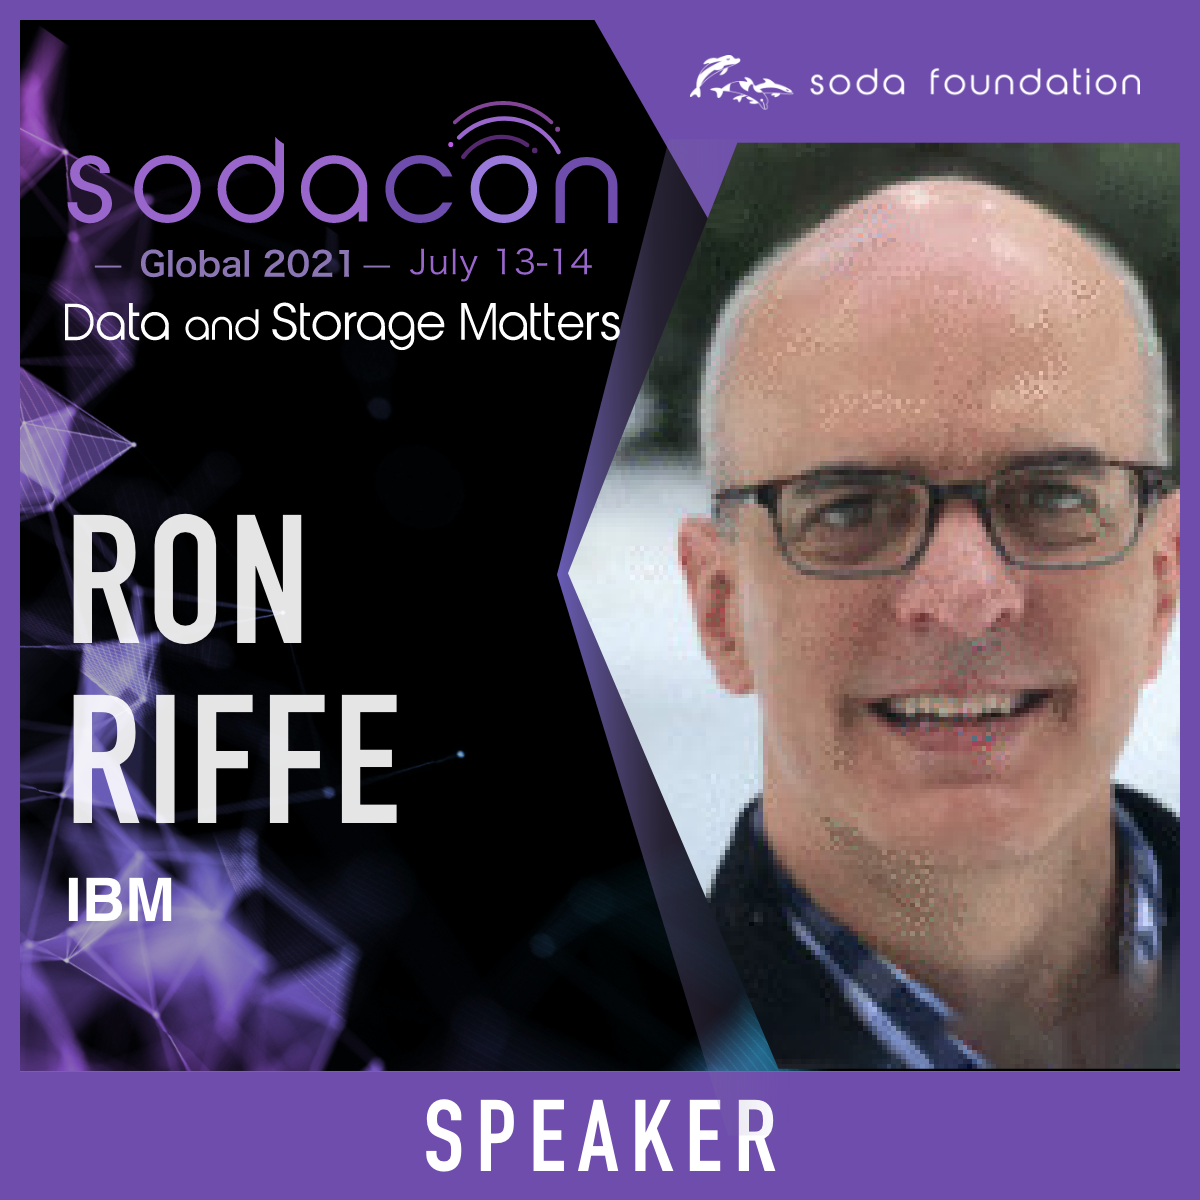 soda foundation
sodacon
— Global 2021 — July 13-14
Data and Storage Matters
RON
RIFFE
IBM
SPEAKER